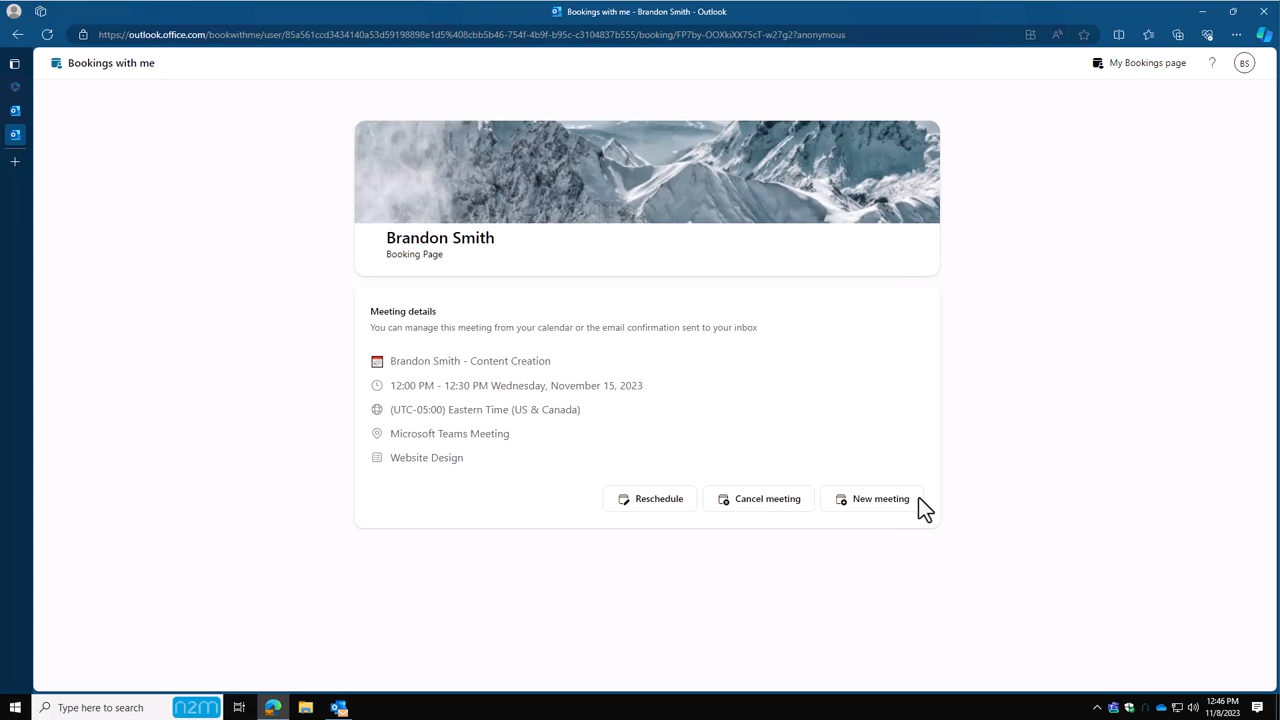 Bookings with me - Brandon Smith - Outlook
https://outlook.office.com/bookwithme/user/85a561ccd3434140a53d59198898e1d5%408cbb5b46-754f-4b9f-b95c-c3104837b555/booking/FP7by-OOXkiXX75cT-w27g2?anonymous
Bookings with me
My Bookings page
?
BS
Brandon Smith
Booking Page
Meeting details
You can manage this meeting from your calendar or the email confirmation sent to your inbox
Brandon Smith - Content Creation
12:00 PM - 12:30 PM Wednesday, November 15, 2023
(UTC-05:00) Eastern Time (US & Canada)
Microsoft Teams Meeting
Website Design
Reschedule
Cancel meeting
New meeting
Type here to search
n2m
12:46 PM
11/8/2023